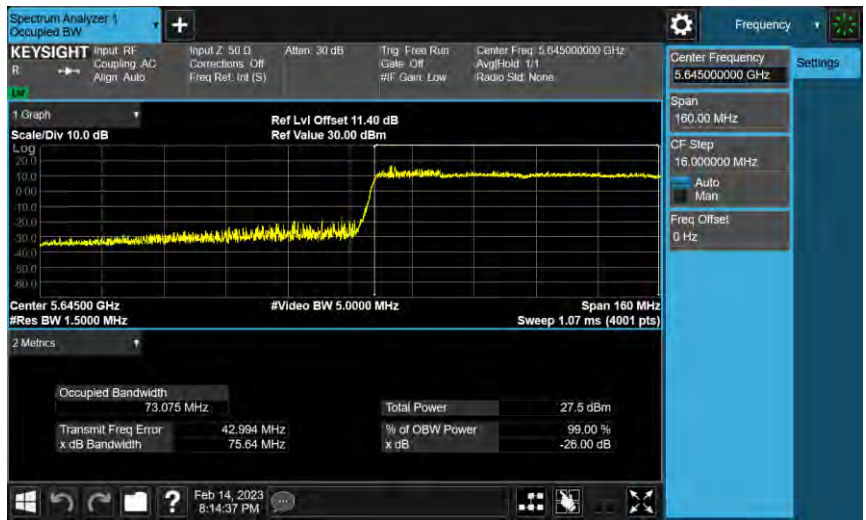 Spectrum Analyzer 1
Occupied BW
+
Frequency
KEYSIGHT
R
Input: RF
Coupling: AC
Align: Auto
Input Z: 50 Ω
Corrections: Off
Freq Ref: Int (S)
Atten: 30 dB
Trig: Free Run
Gate: Off
#IF Gain: Low
Center Freq: 5.645000000 GHz
Avg|Hold: 1/1
Radio Std: None
Center Frequency
5.645000000 GHz
Settings
Span
160.00 MHz
CF Step
16.000000 MHz
Auto
Man
Freq Offset
0 Hz
1 Graph
Scale/Div 10.0 dB
Ref Lvl Offset 11.40 dB
Ref Value 30.00 dBm
Log
20.0
10.0
0.00
-10.0
-20.0
-30.0
-40.0
-50.0
-60.0
Center 5.64500 GHz
#Res BW 1.5000 MHz
#Video BW 5.0000 MHz
Span 160 MHz
Sweep 1.07 ms (4001 pts)
2 Metrics
Occupied Bandwidth
73.075 MHz
Total Power 27.5 dBm
Transmit Freq Error 42.994 MHz
% of OBW Power 99.00 %
x dB Bandwidth 75.64 MHz
x dB -26.00 dB
?
Feb 14, 2023
8:14:37 PM